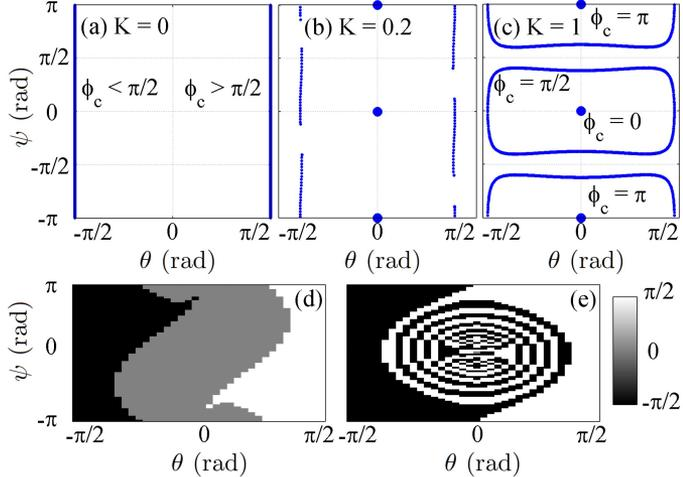 π
π/2
0
-π/2
-π
ψ (rad)
(a) K = 0
ϕc < π/2
ϕc > π/2
-π/2
0
π/2
θ (rad)
(b) K = 0.2
-π/2
0
π/2
θ (rad)
(c) K = 1
ϕc = π
ϕc = π/2
ϕc = 0
ϕc = π
-π/2
0
π/2
θ (rad)
π
0
-π
ψ (rad)
(d)
-π/2
0
π/2
θ (rad)
(e)
-π/2
0
π/2
θ (rad)
π/2
0
-π/2